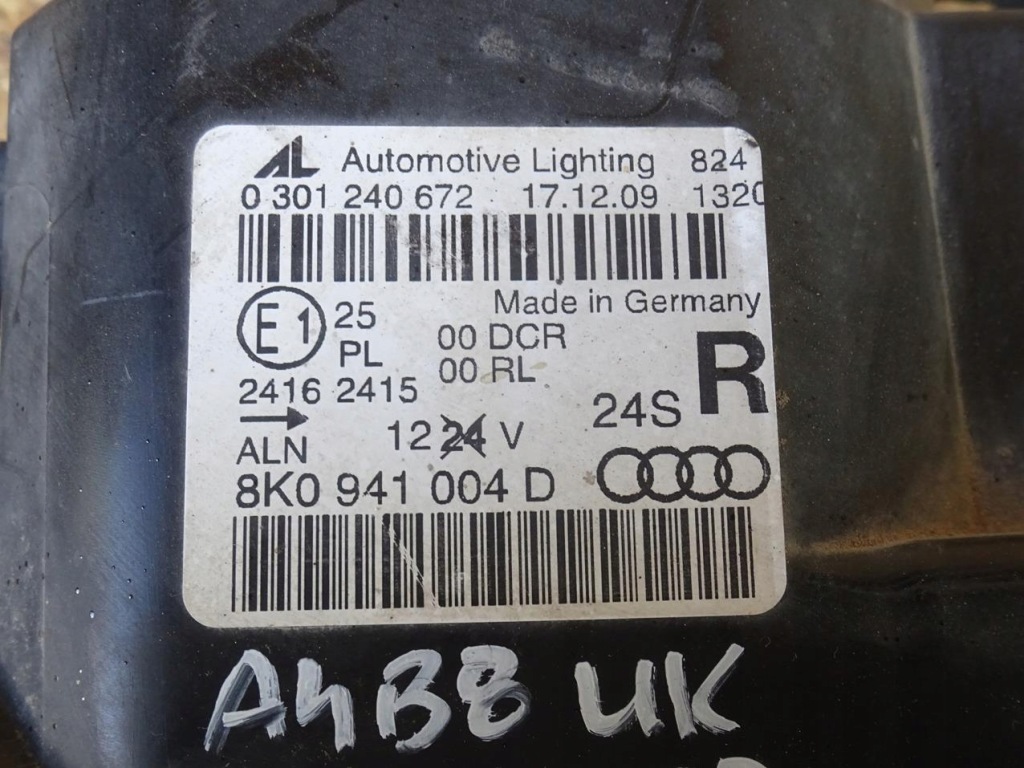 AL Automotive Lighting 824
0 301 240 672 17.12.09 1320
Made in Germany
E1 25
PL
00 DCR
00 RL
R
2416 2415
24S
ALN
12 24 V
8K0 941 004 D
A4B8 UK